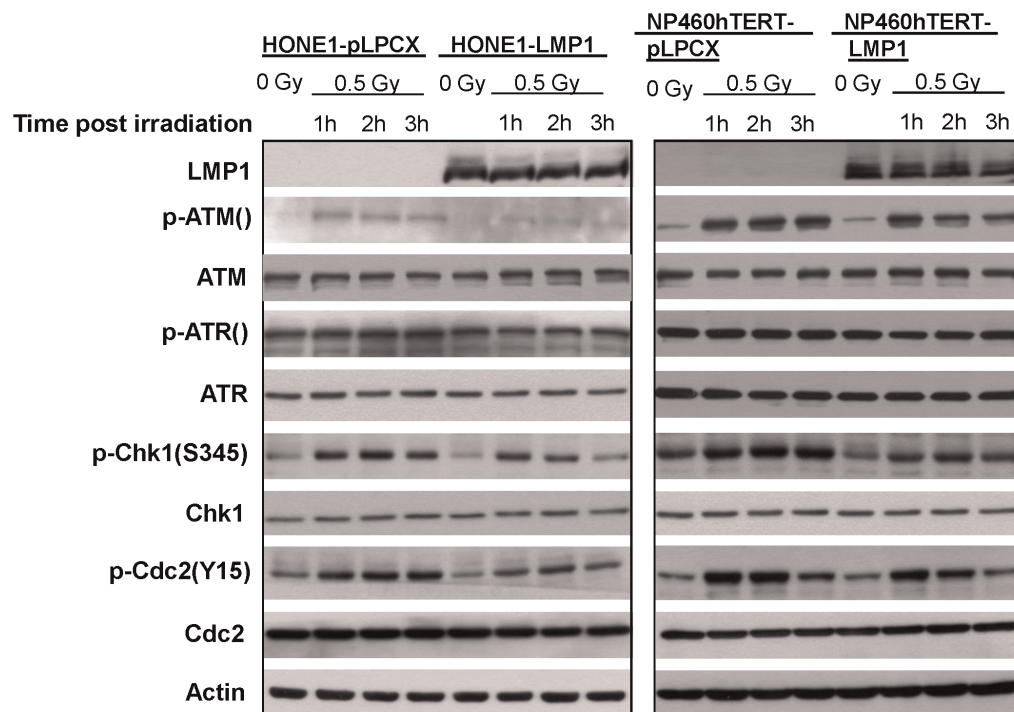 HONE1-pLPCX HONE1-LMP1 NP460hTERT-pLPCX NP460hTERT-LMP1
0 Gy 0.5 Gy 0 Gy 0.5 Gy 0 Gy 0.5 Gy 0 Gy 0.5 Gy
Time post irradiation 1h 2h 3h 1h 2h 3h 1h 2h 3h 1h 2h 3h
LMP1
p-ATM()
ATM
p-ATR()
ATR
p-Chk1(S345)
Chk1
p-Cdc2(Y15)
Cdc2
Actin